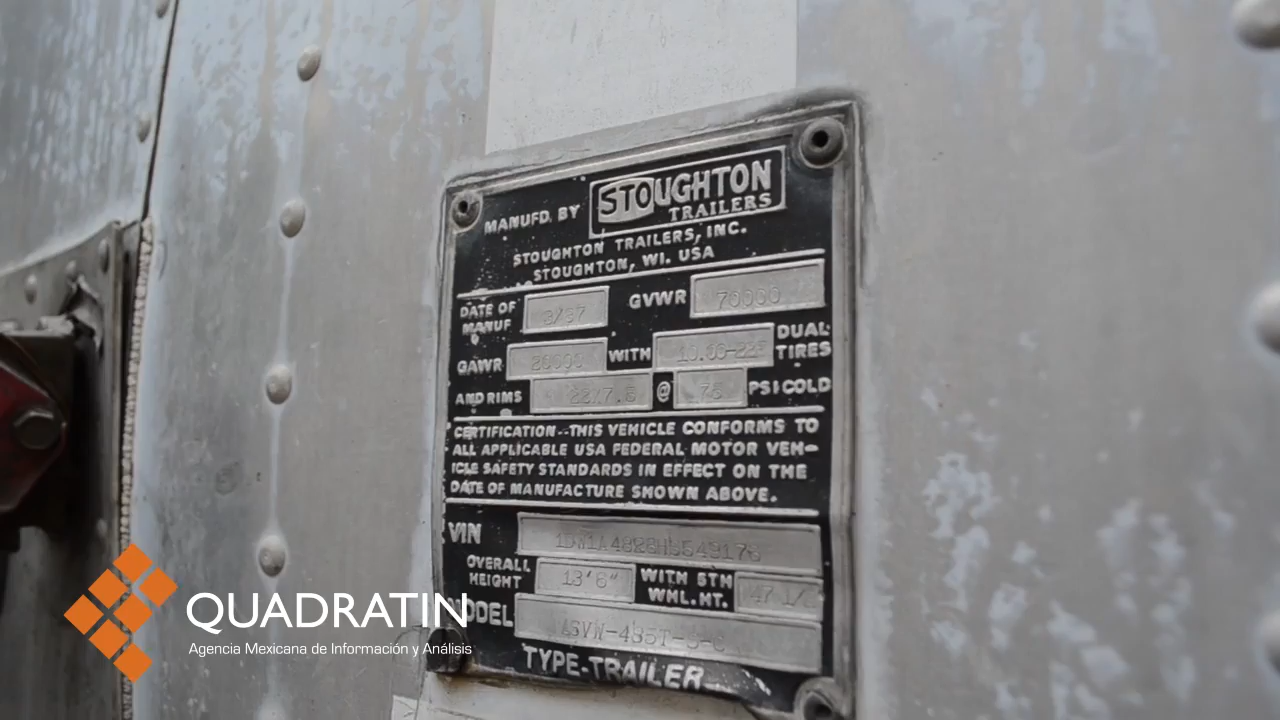 MANUFD. BY STOUGHTON TRAILERS
STOUGHTON TRAILERS, INC.
STOUGHTON, WI. USA
DATE OF MANUF GVWR 70000
GAWR 20000 WITH DUAL TIRES
AND RIMS @ 75 PSI COLD
CERTIFICATION--THIS VEHICLE CONFORMS TO
ALL APPLICABLE USA FEDERAL MOTOR VEH-
ICLE SAFETY STANDARDS IN EFFECT ON THE
DATE OF MANUFACTURE SHOWN ABOVE.
VIN
OVERALL HEIGHT 13'6" WITH 5TH WHL. HT.
MODEL
TYPE-TRAILER
QUADRATIN
Agencia Mexicana de Información y Análisis